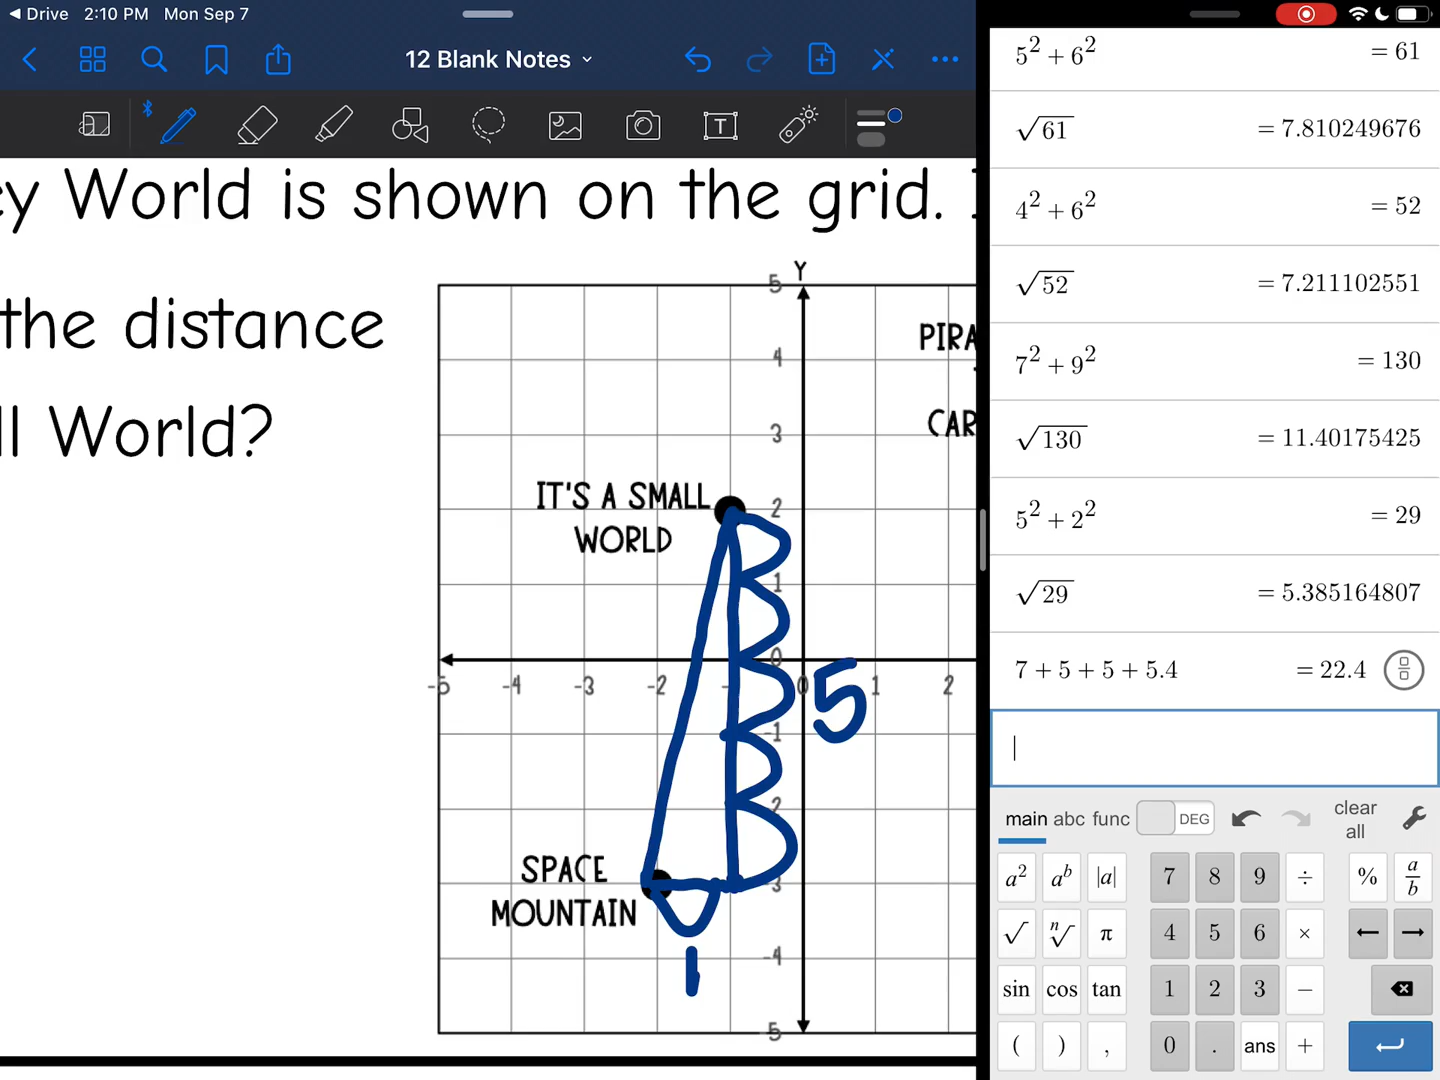 Drive 2:10 PM Mon Sep 7
12 Blank Notes
T
ey World is shown on the grid.
the distance
ll World?
Y
5
4
3
2
1
0
-1
2
-3
-4
5
-5 -4 -3 -2 - 0 1 2
PIRA
CAR
IT'S A SMALL
WORLD
SPACE
MOUNTAIN
5
1
5² + 6² = 61
√61 = 7.810249676
4² + 6² = 52
√52 = 7.211102551
7² + 9² = 130
√130 = 11.40175425
5² + 2² = 29
√29 = 5.385164807
7 + 5 + 5 + 5.4 = 22.4
main abc func DEG clear all
a² aᵇ |a| 7 8 9 ÷ % a/b
√ ⁿ√ π 4 5 6 × ← →
sin cos tan 1 2 3 −
( ) , 0 . ans +